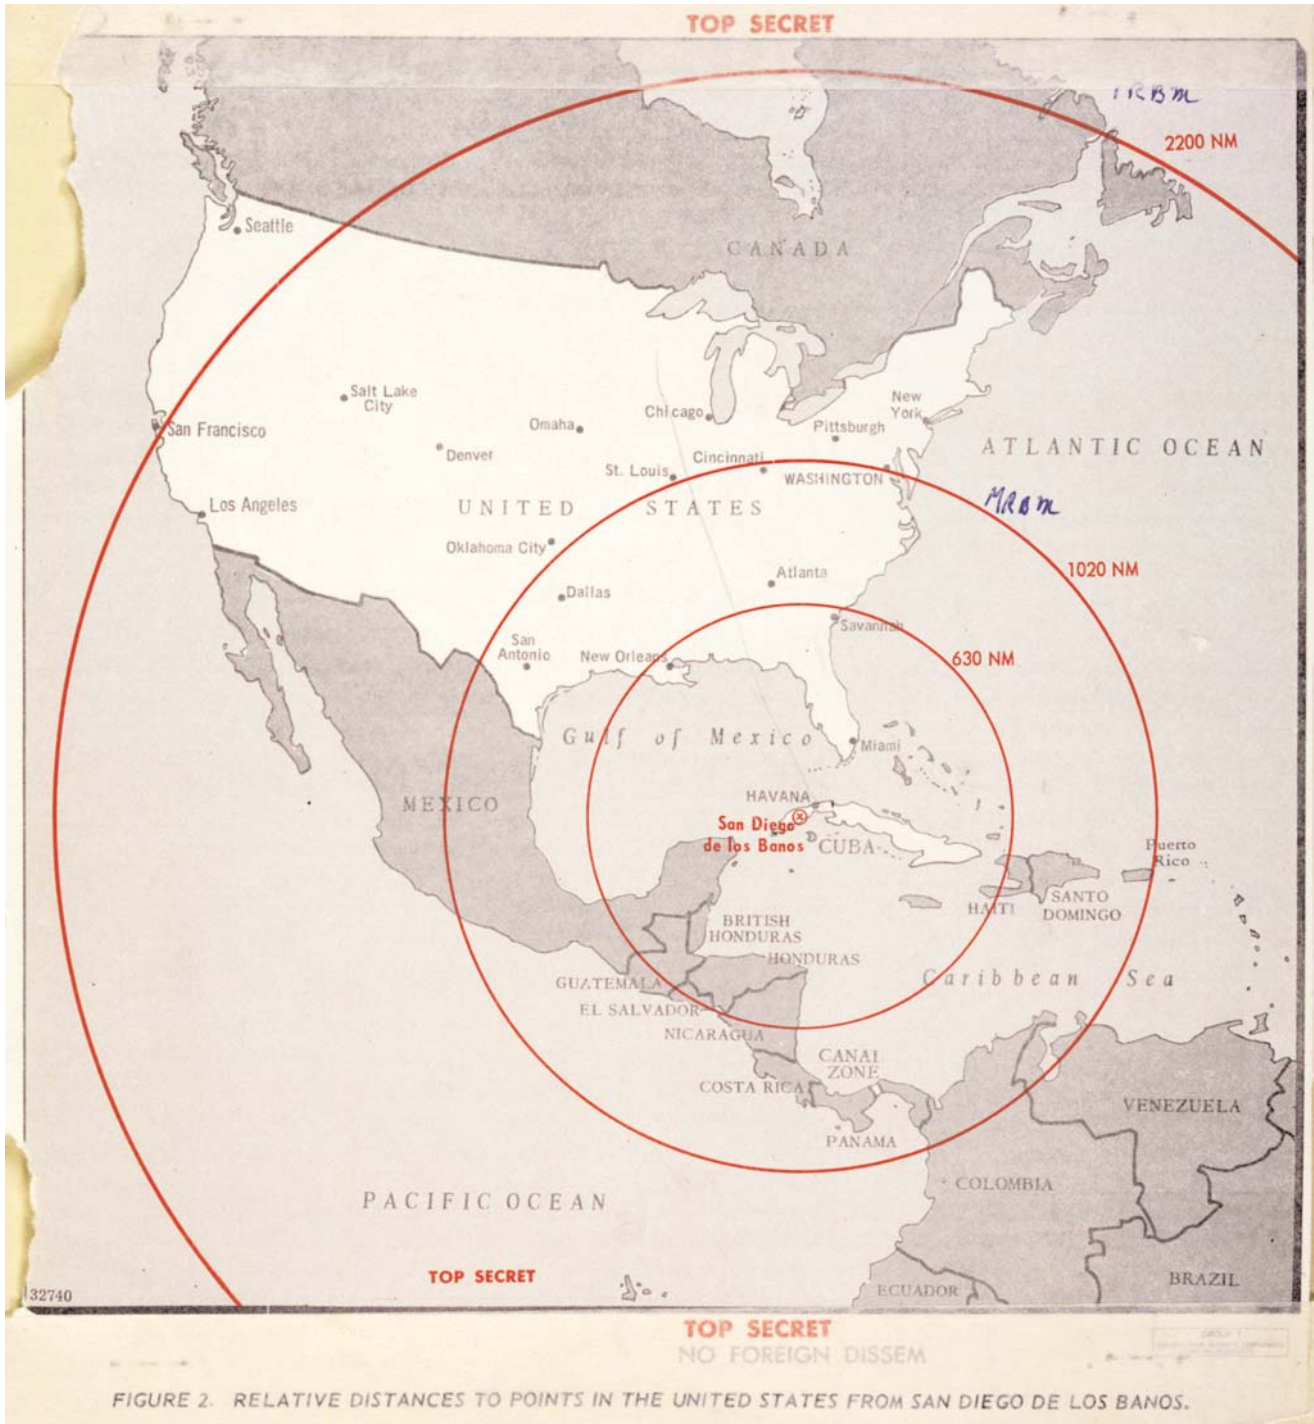 TOP SECRET
IRBM
2200 NM
Seattle
CANADA
Salt Lake
City
San Francisco
Denver
Omaha
Chicago
New
York
Pittsburgh
Cincinnati
St. Louis
WASHINGTON
ATLANTIC OCEAN
Los Angeles
UNITED STATES
MRBM
Oklahoma City
1020 NM
Atlanta
Dallas
Savannah
San
Antonio
New Orleans
630 NM
Gulf of Mexico
Miami
MEXICO
HAVANA
San Diego
de los Banos
CUBA
Puerto
Rico
HAITI
SANTO
DOMINGO
BRITISH
HONDURAS
HONDURAS
GUATEMALA
EL SALVADOR
NICARAGUA
Caribbean Sea
CANAL
ZONE
COSTA RICA
PANAMA
VENEZUELA
COLOMBIA
PACIFIC OCEAN
TOP SECRET
ECUADOR
BRAZIL
32740
TOP SECRET
NO FOREIGN DISSEM
FIGURE 2. RELATIVE DISTANCES TO POINTS IN THE UNITED STATES FROM SAN DIEGO DE LOS BANOS.